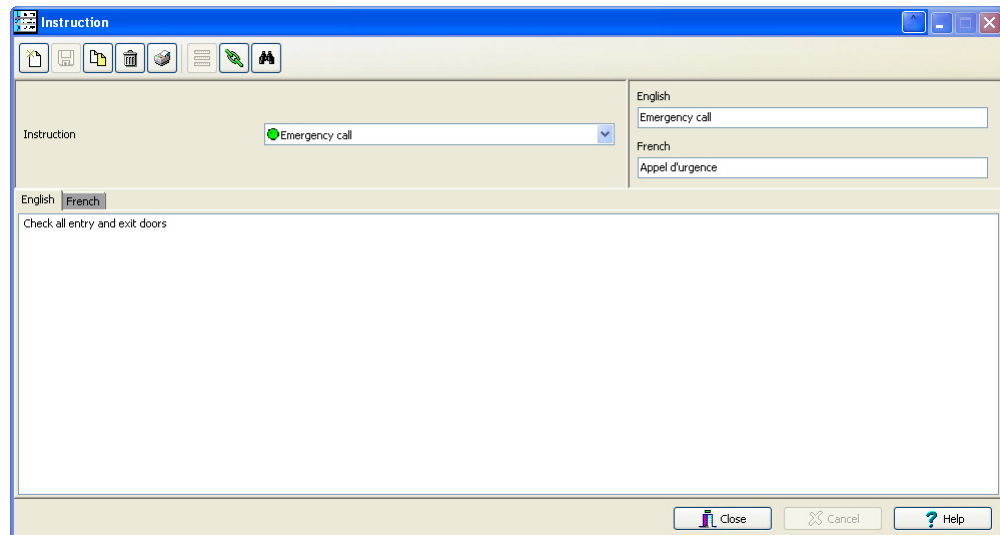 Instruction
English
Emergency call
Instruction
Emergency call
French
Appel d'urgence
English
French
Check all entry and exit doors
Close
Cancel
Help